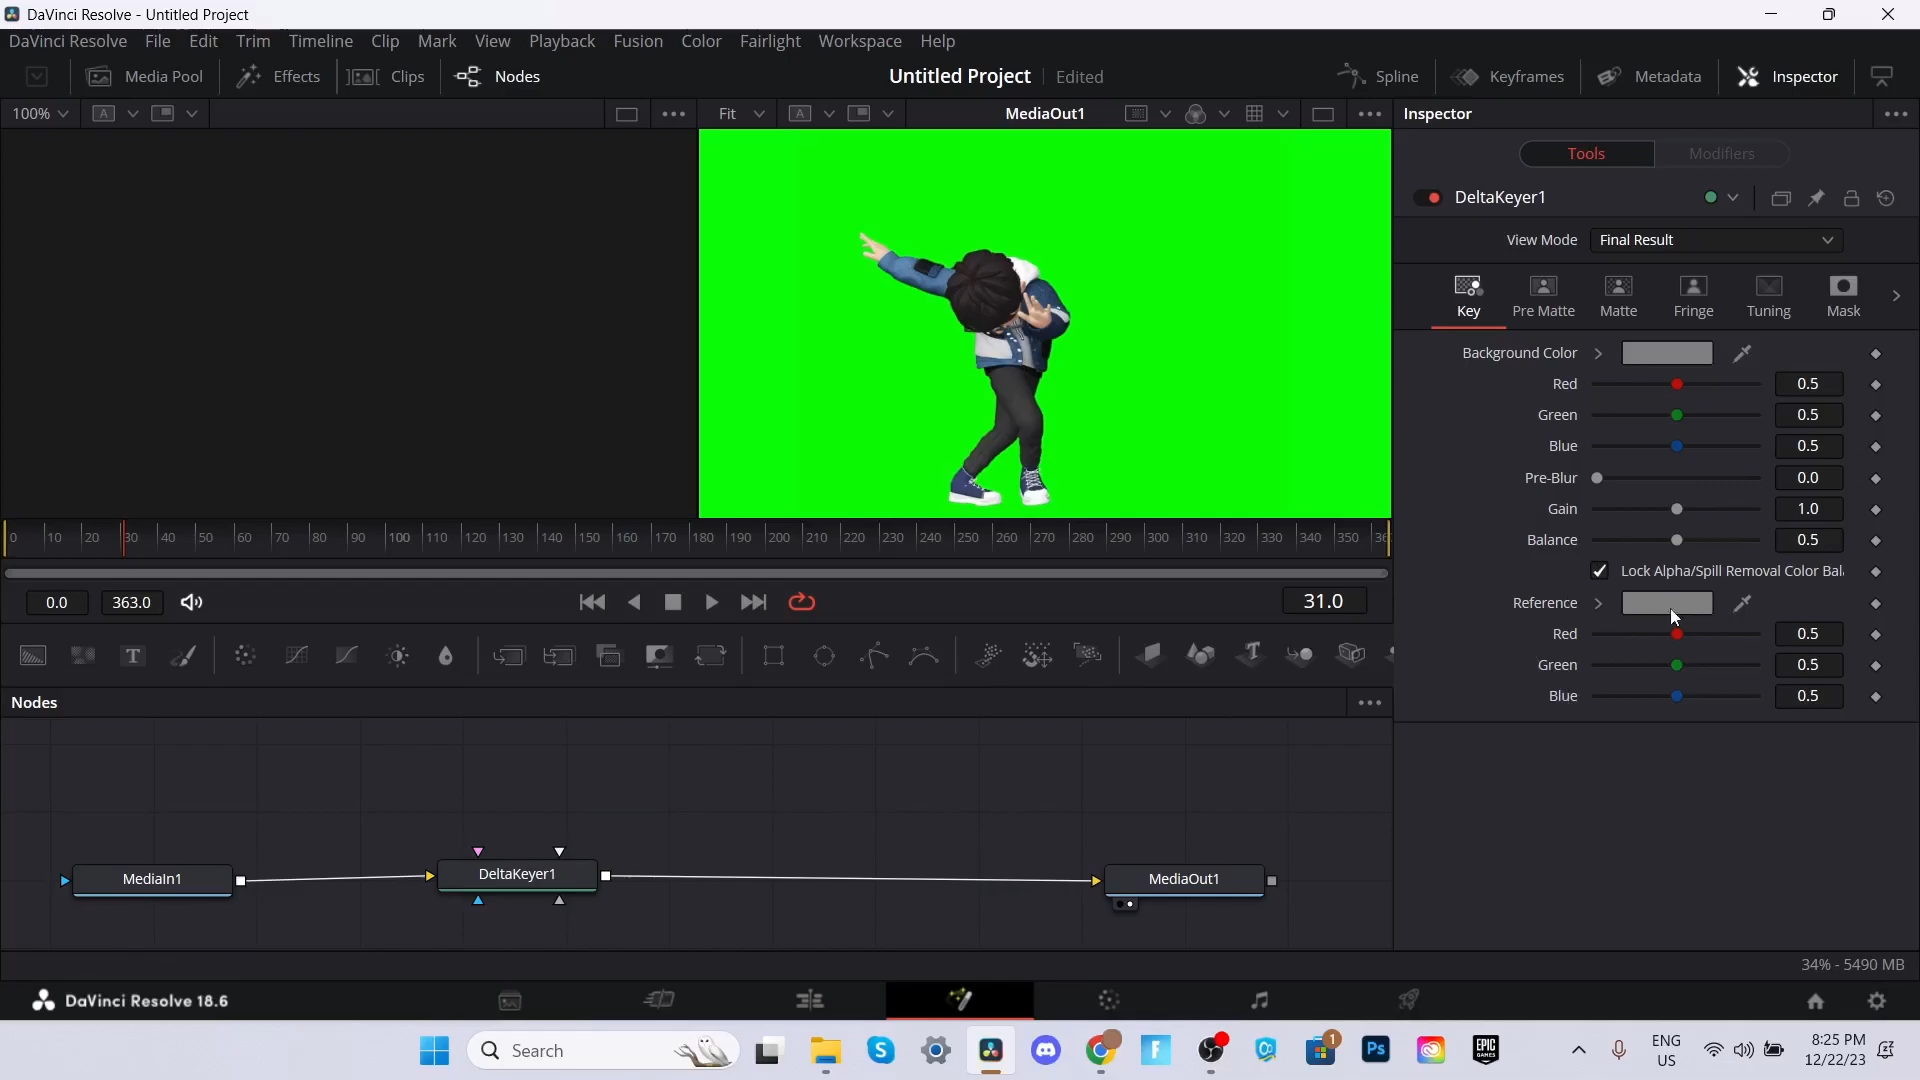 DaVinci Resolve - Untitled Project
DaVinci Resolve File Edit Trim Timeline Clip Mark View Playback Fusion Color Fairlight Workspace Help
Media Pool Effects Clips Nodes Untitled Project Edited Spline Keyframes Metadata Inspector
100% A Fit A MediaOut1 Inspector
Tools Modifiers
DeltaKeyer1
View Mode Final Result
Key Pre Matte Matte Fringe Tuning Mask
Background Color
Red 0.5
Green 0.5
Blue 0.5
Pre-Blur 0.0
Gain 1.0
Balance 0.5
Lock Alpha/Spill Removal Color Bal
Reference
Red 0.5
Green 0.5
Blue 0.5
0 10 20 30 40 50 60 70 80 90 100 110 120 130 140 150 160 170 180 190 200 210 220 230 240 250 260 270 280 290 300 310 320 330 340 350 36
0.0 363.0 31.0
T T
Nodes
MediaIn1 DeltaKeyer1 MediaOut1
34% - 5490 MB
DaVinci Resolve 18.6
Search S F 1 Ps EPIC GAMES ENG US 8:25 PM
12/22/23